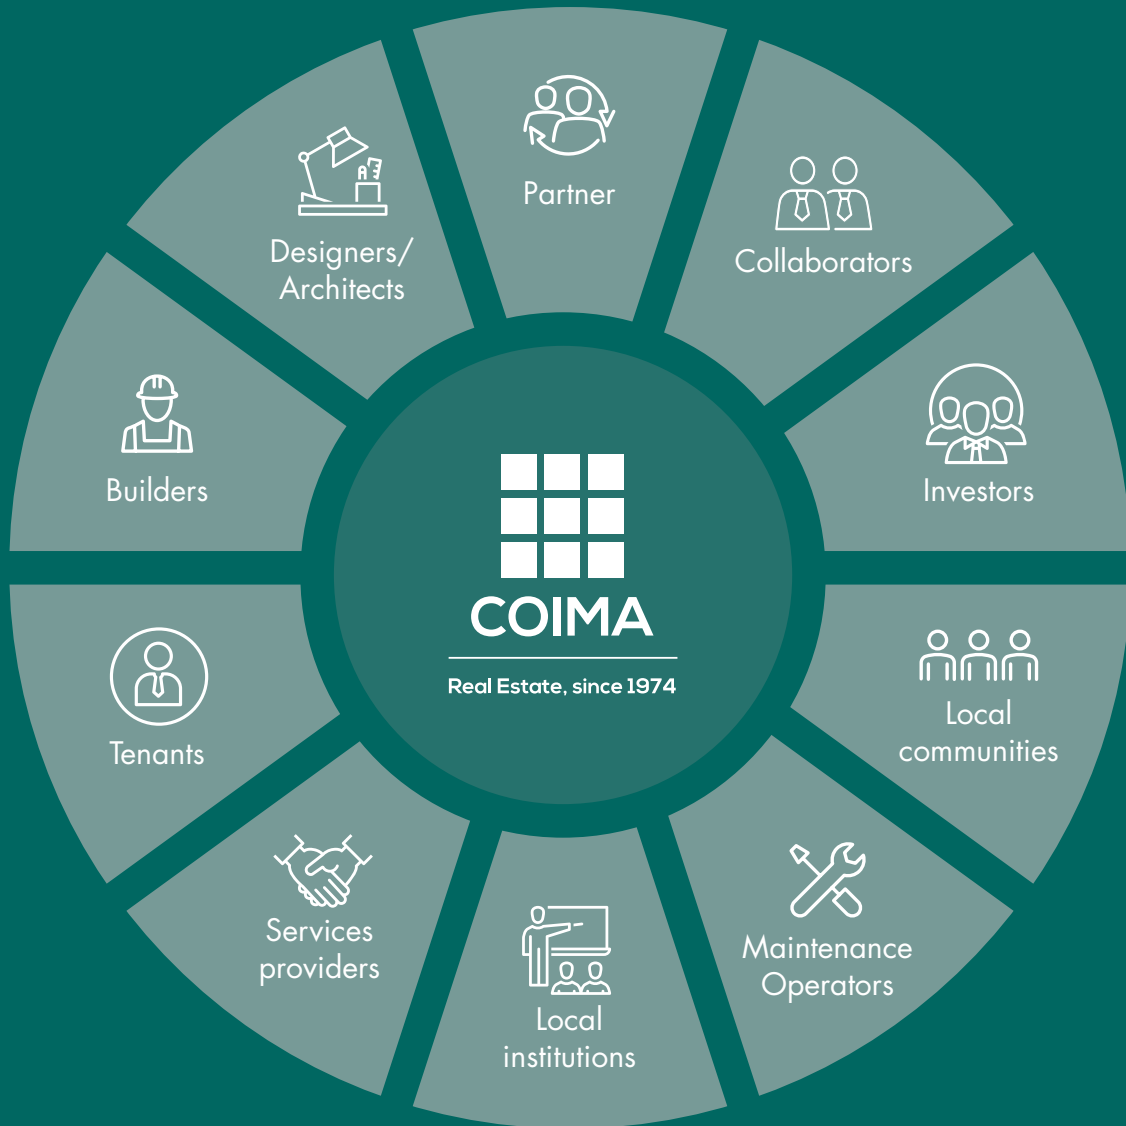 Partner
Collaborators
Investors
Local
communities
Maintenance
Operators
Local
institutions
Services
providers
Tenants
Builders
Designers/
Architects
COIMA
Real Estate, since 1974